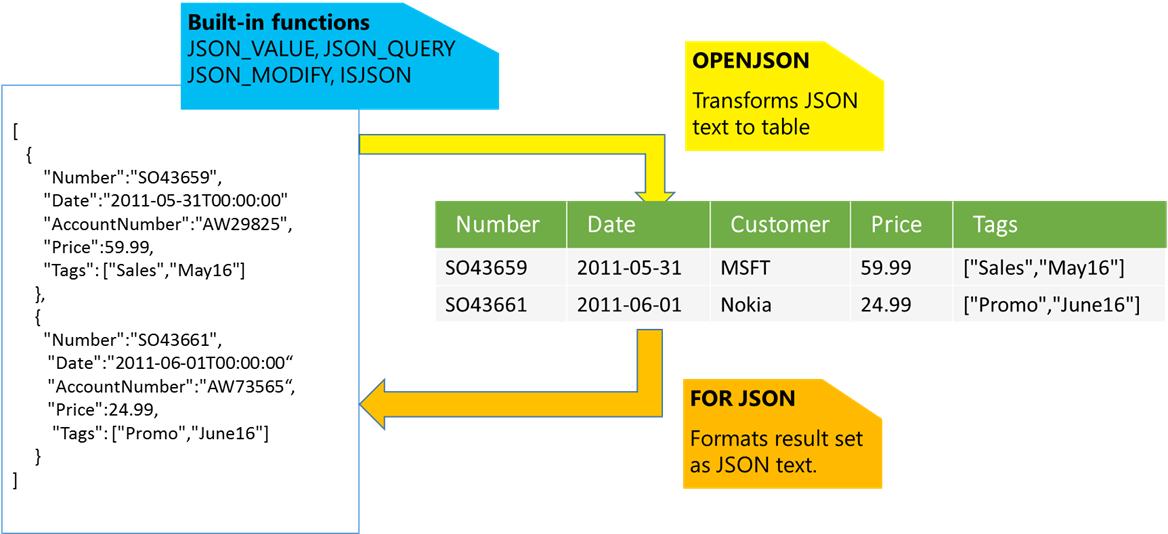 Built-in functions
JSON_VALUE, JSON_QUERY
JSON_MODIFY, ISJSON
OPENJSON
Transforms JSON
text to table
[
{
"Number":"SO43659",
"Date":"2011-05-31T00:00:00"
"AccountNumber":"AW29825",
"Price":59.99,
"Tags": ["Sales","May16"]
},
{
"Number":"SO43661",
"Date":"2011-06-01T00:00:00“
"AccountNumber":"AW73565“,
"Price":24.99,
"Tags": ["Promo","June16"]
}
]
Number Date Customer Price Tags
SO43659 2011-05-31 MSFT 59.99 ["Sales","May16"]
SO43661 2011-06-01 Nokia 24.99 ["Promo","June16"]
FOR JSON
Formats result set
as JSON text.